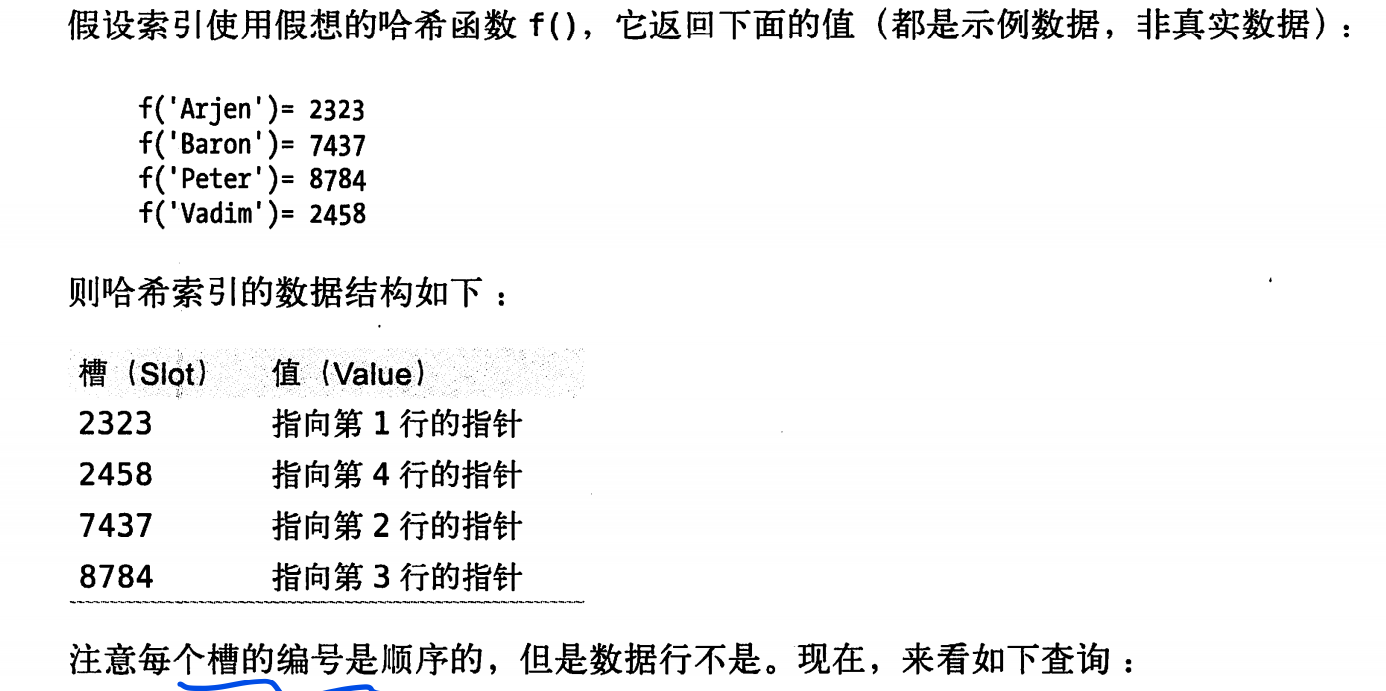 假设索引使用假想的哈希函数 f()，它返回下面的值（都是示例数据，非真实数据）：
f('Arjen')= 2323
f('Baron')= 7437
f('Peter')= 8784
f('Vadim')= 2458
则哈希索引的数据结构如下：
槽（Slot） 值（Value）
2323 指向第 1 行的指针
2458 指向第 4 行的指针
7437 指向第 2 行的指针
8784 指向第 3 行的指针
注意每个槽的编号是顺序的，但是数据行不是。现在，来看如下查询：